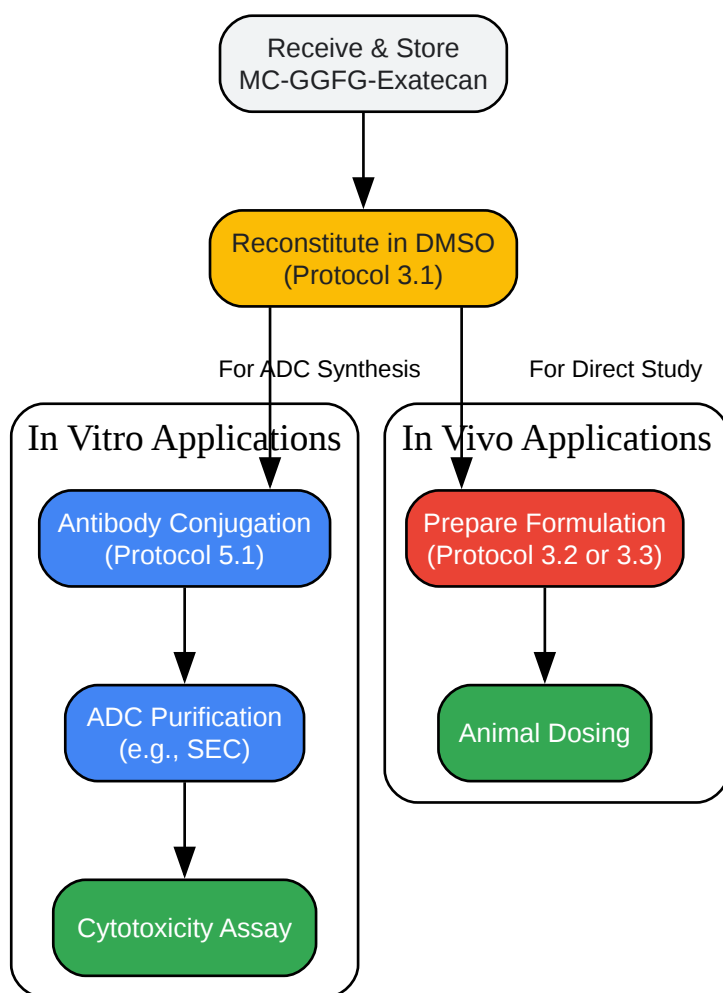 Receive & Store
MC-GGFG-Exatecan
Reconstitute in DMSO
(Protocol 3.1)
For ADC Synthesis
For Direct Study
In Vitro Applications
In Vivo Applications
Antibody Conjugation
(Protocol 5.1)
Prepare Formulation
(Protocol 3.2 or 3.3)
ADC Purification
(e.g., SEC)
Animal Dosing
Cytotoxicity Assay